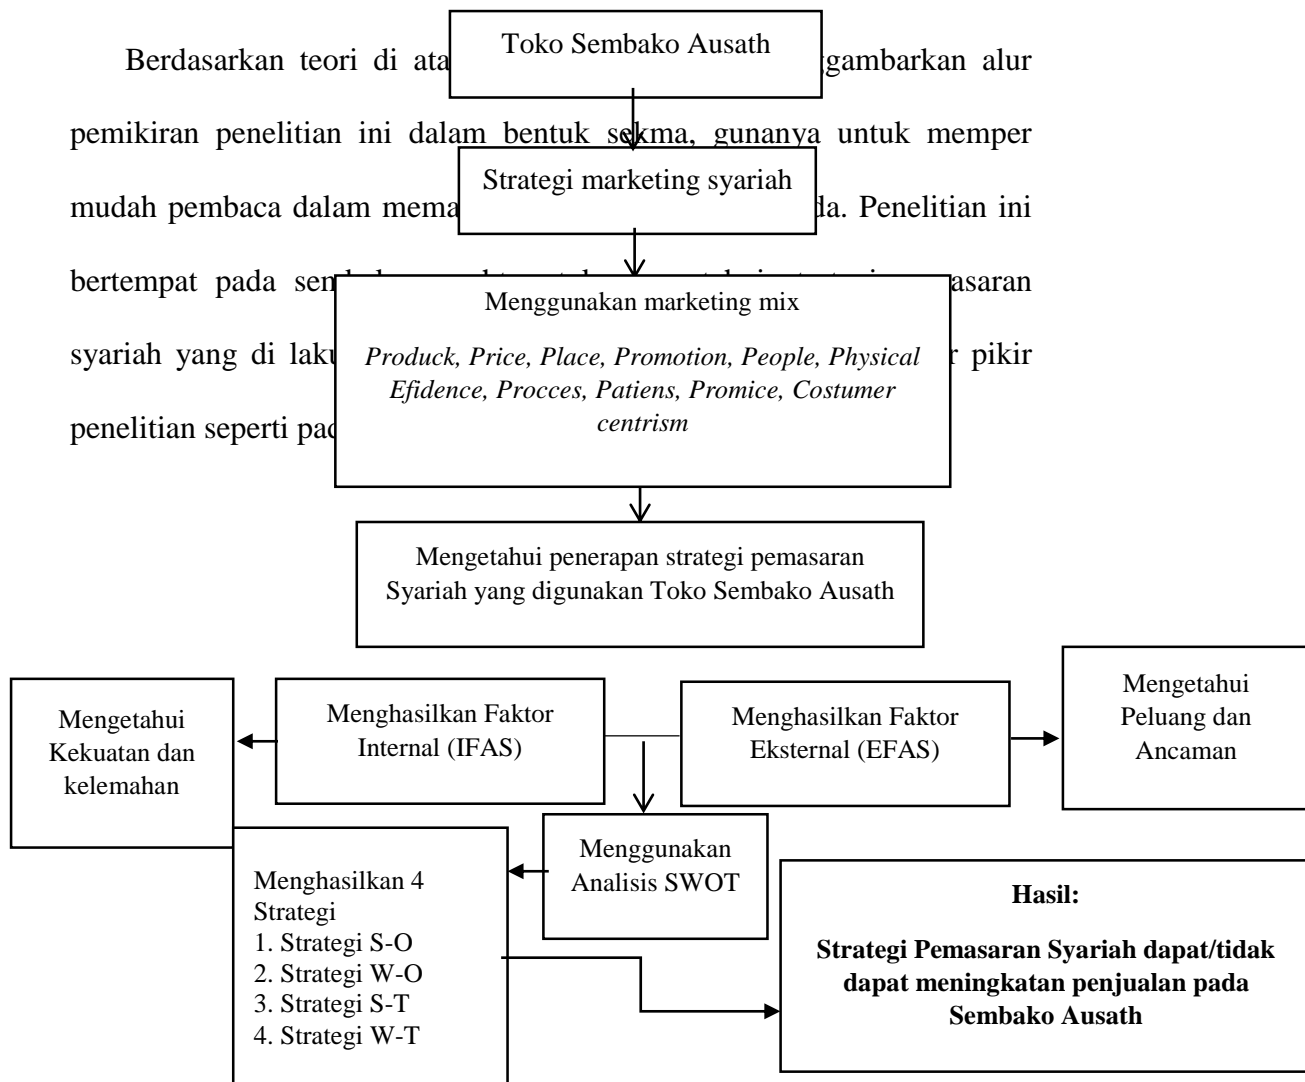 Toko Sembako Ausath
Berdasarkan teori di ata gambarkan alur
pemikiran penelitian ini dalam bentuk sekma, gunanya untuk memper
Strategi marketing syariah
mudah pembaca dalam mema da. Penelitian ini
bertempat pada asaran
Menggunakan marketing mix
syariah yang di laku r pikir
Produck, Price, Place, Promotion, People, Physical
Efidence, Procces, Patiens, Promice, Costumer
centrism
penelitian seperti pad
Mengetahui penerapan strategi pemasaran
Syariah yang digunakan Toko Sembako Ausath
Mengetahui
Kekuatan dan
kelemahan
Menghasilkan Faktor
Internal (IFAS)
Menghasilkan Faktor
Eksternal (EFAS)
Mengetahui
Peluang dan
Ancaman
Menggunakan
Analisis SWOT
Menghasilkan 4
Strategi
1. Strategi S-O
2. Strategi W-O
3. Strategi S-T
4. Strategi W-T
Hasil:
Strategi Pemasaran Syariah dapat/tidak
dapat meningkatan penjualan pada
Sembako Ausath